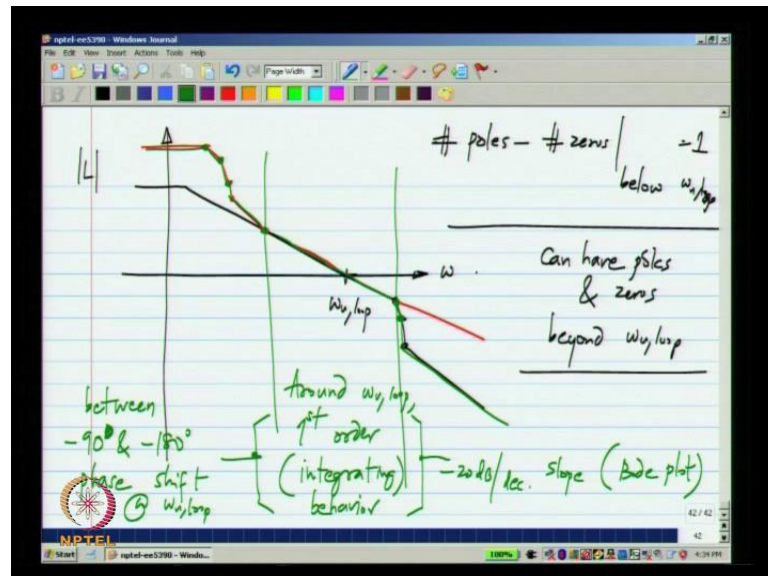 nptel-ee5390 - Windows Journal
File Edit View Insert Actions Tools Help
Page Width
B I
|L|
# poles - # zeros | = 1
below ωu,loop
Can have poles
& zeros
beyond ωu,loop
ω
ωu,loop
between
-90° & -180°
phase shift
@ ωu,loop
Around ωu,loop,
1st order
(integrating)
behavior
-20dB/dec. slope (Bode plot)
NPTEL
42 / 42
42
Start
nptel-ee5390 - Windo...
100%
4:34 PM